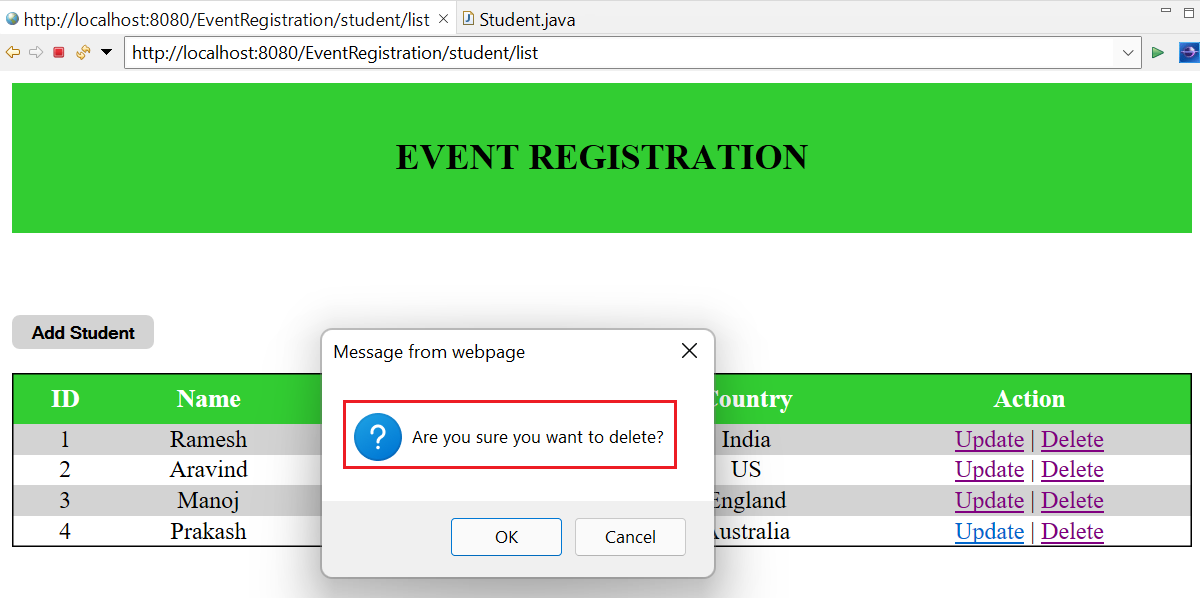 http://localhost:8080/EventRegistration/student/list Student.java
http://localhost:8080/EventRegistration/student/list
EVENT REGISTRATION
Add Student
Message from webpage
Are you sure you want to delete?
OK Cancel
ID Name Country Action
1 Ramesh India Update | Delete
2 Aravind US Update | Delete
3 Manoj England Update | Delete
4 Prakash Australia Update | Delete